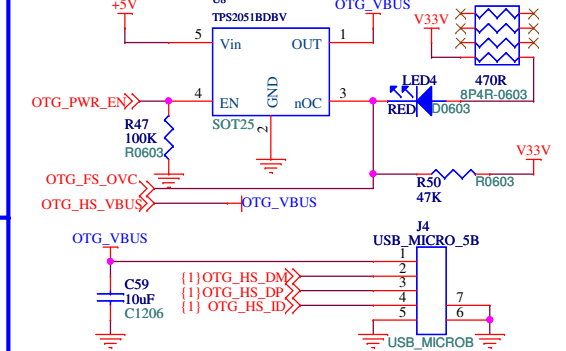 +5V
TPS2051BDBV
OTG_VBUS
V33V
5 Vin OUT 1
LED4
470R
OTG_PWR_EN 4 EN GND nOC 3
RED
8P4R-0603
D0603
R47
100K
R0603
SOT25
2
V33V
OTG_FS_OVC
R50
47K
R0603
OTG_HS_VBUS
OTG_VBUS
J4
OTG_VBUS
USB_MICRO_5B
1
{1}OTG_HS_DM 2
C59
10uF
C1206
{1}OTG_HS_DP 3
{1} OTG_HS_ID 4
7
5
6
USB_MICROB